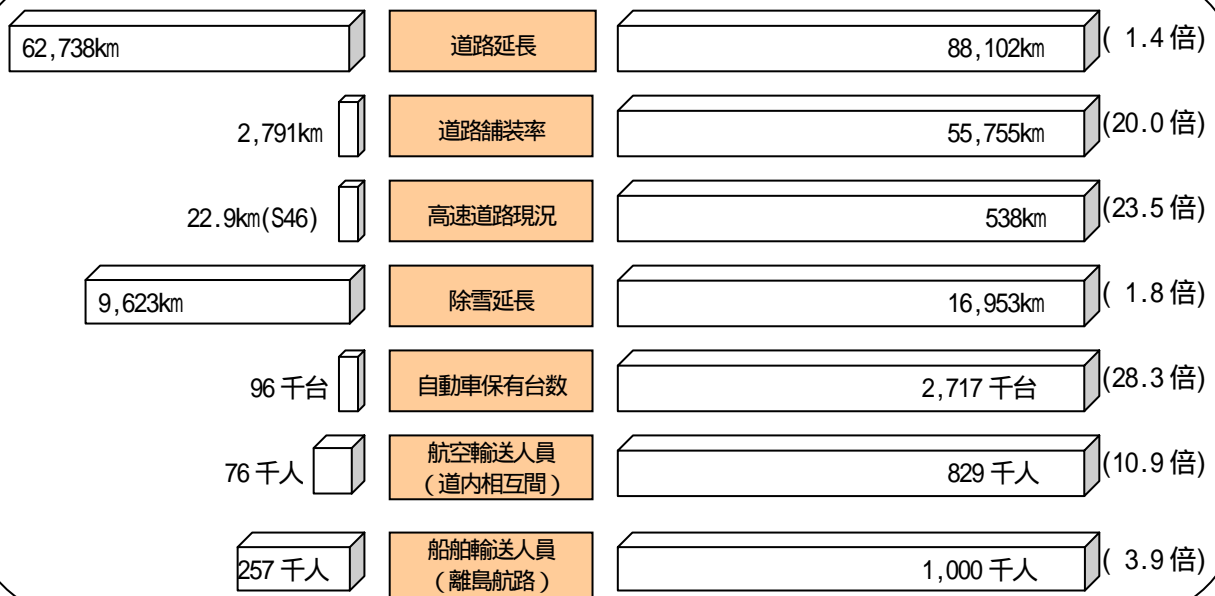 62,738km 道路延長 88,102km ( 1.4倍)
2,791km 道路舗装率 55,755km (20.0倍)
22.9km(S46) 高速道路現況 538km (23.5倍)
9,623km 除雪延長 16,953km ( 1.8倍)
96千台 自動車保有台数 2,717千台 (28.3倍)
76千人 航空輸送人員 829千人 (10.9倍)
(道内相互間)
257千人 船舶輸送人員 1,000千人 ( 3.9倍)
(離島航路)